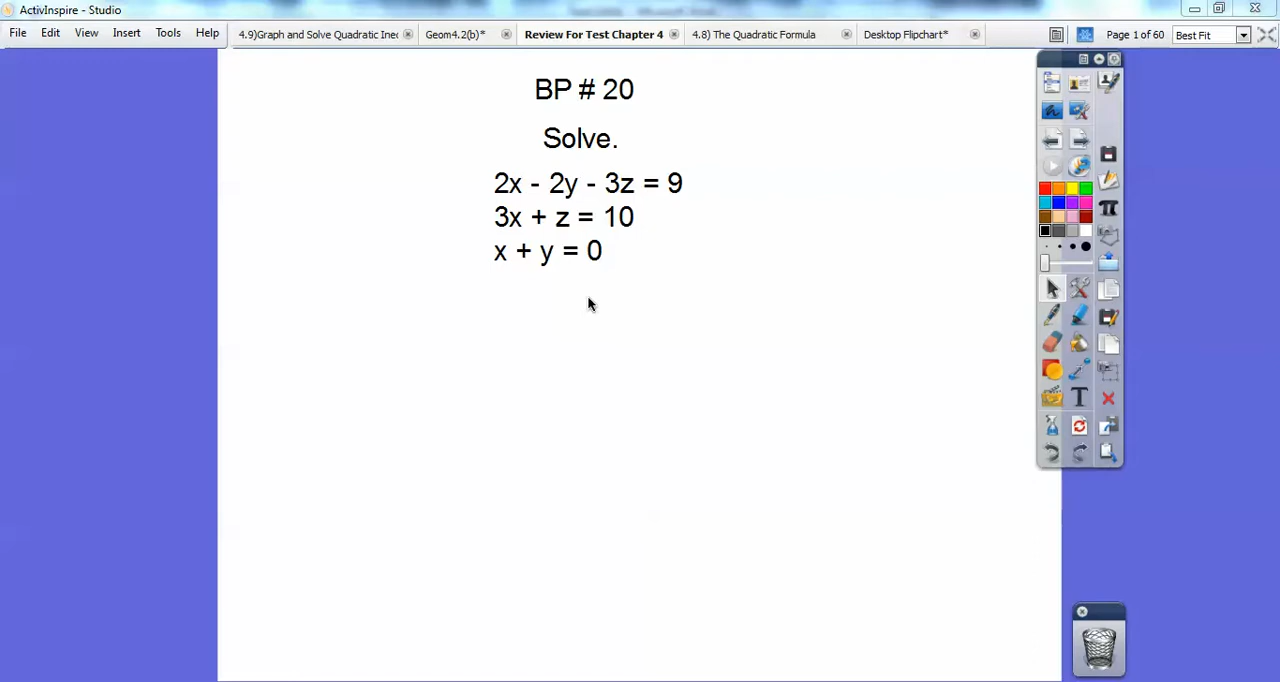 ActivInspire - Studio
File Edit View Insert Tools Help
4.9)Graph and Solve Quadratic Ineq
Geom4.2(b)*
Review For Test Chapter 4
4.8) The Quadratic Formula
Desktop Flipchart*
Page 1 of 60
Best Fit
BP # 20
Solve.
2x - 2y - 3z = 9
3x + z = 10
x + y = 0